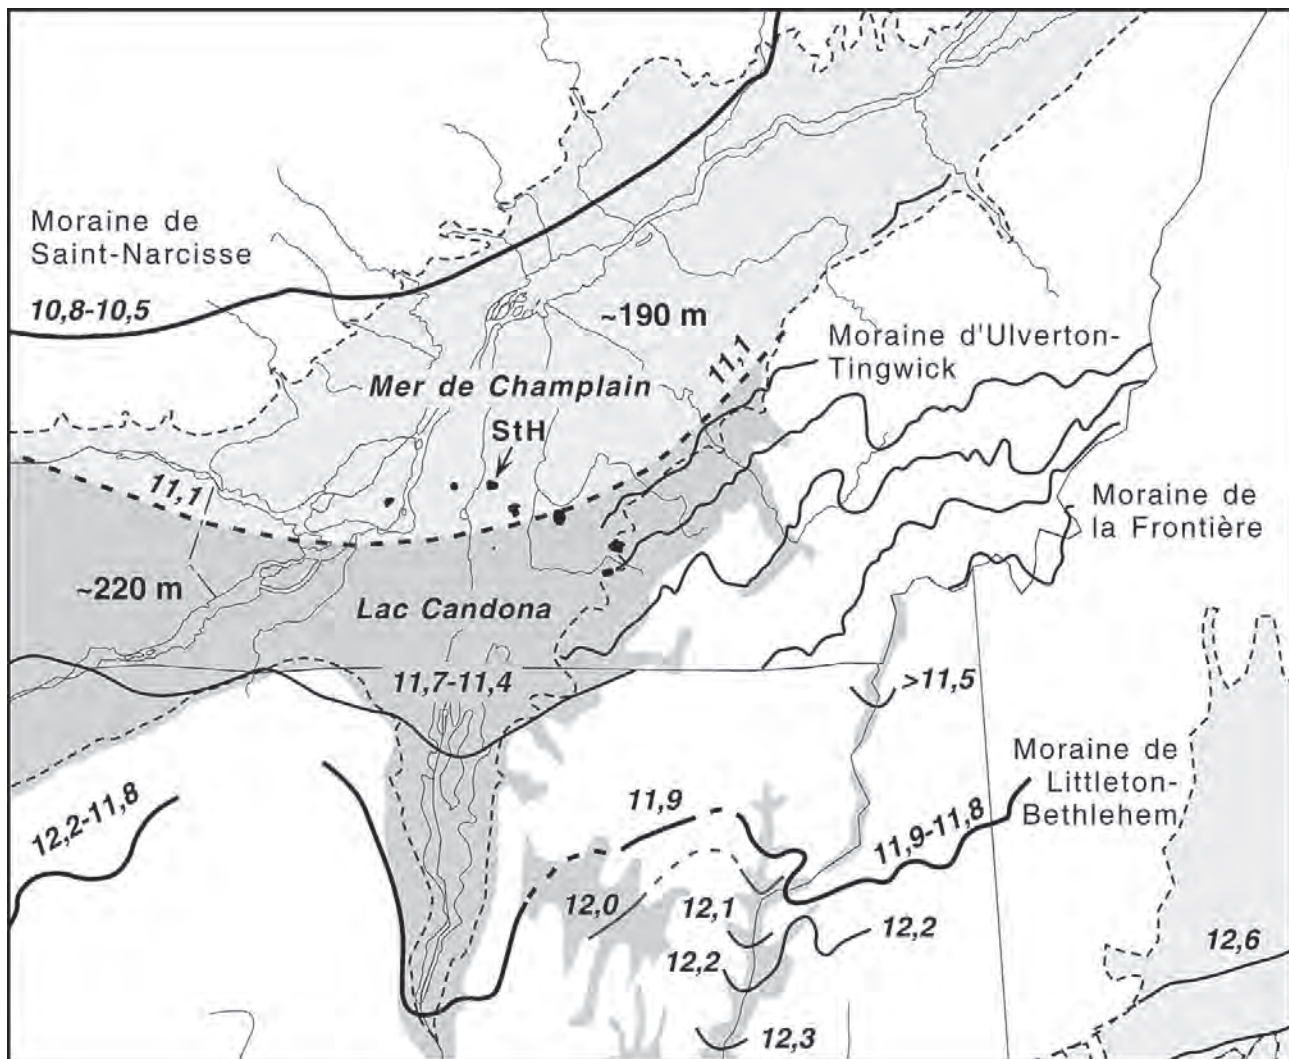 Moraine de
Saint-Narcisse
10,8-10,5
~190 m
11,1
Moraine d'Ulverton-
Tingwick
Mer de Champlain
StH
11,1
Moraine de
la Frontière
~220 m
Lac Candona
11,7-11,4
>11,5
Moraine de
Littleton-
Bethlehem
12,2-11,8
11,9
11,9-11,8
12,0
12,1
12,2
12,2
12,6
12,3